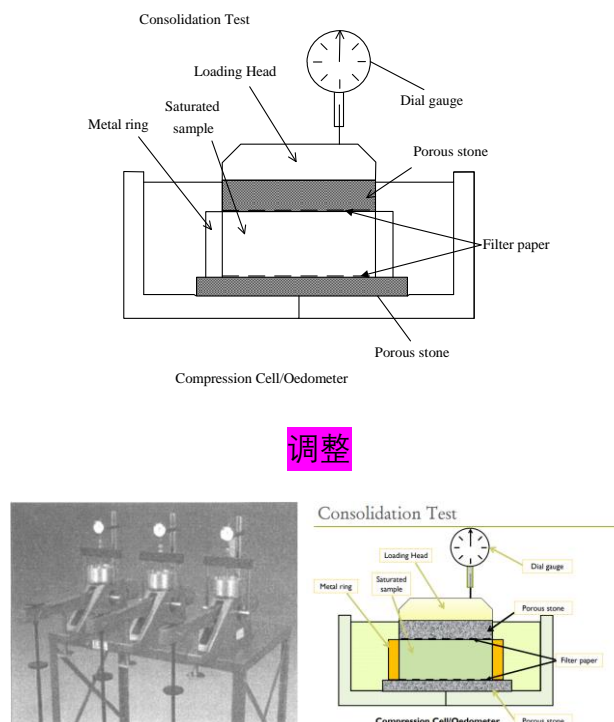 Consolidation Test
Loading Head
Dial gauge
Saturated
sample
Metal ring
Porous stone
Filter paper
Porous stone
Compression Cell/Oedometer
调整
Consolidation Test
Loading Head
Dial gauge
Saturated
sample
Metal ring
Porous stone
Filter paper
Compression Cell/Oedometer
Porous stone